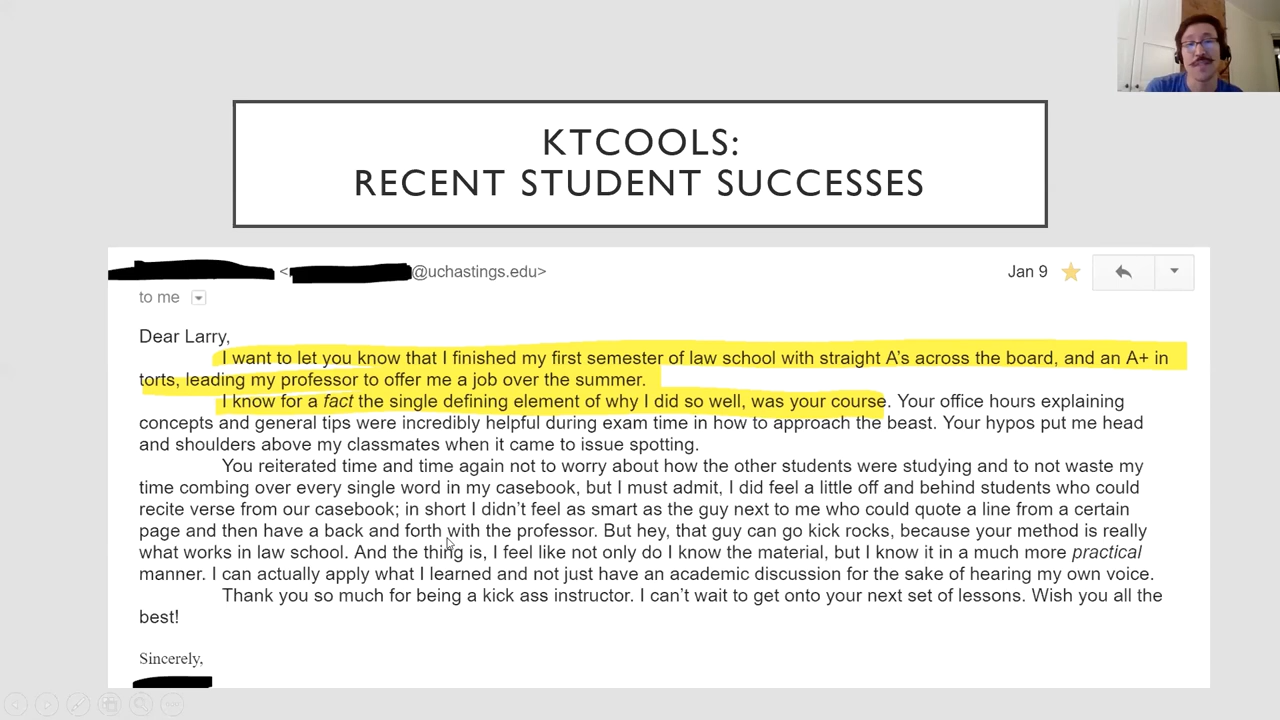 KTCOOLS:
RECENT STUDENT SUCCESSES
<@uchastings.edu>
Jan 9
to me
Dear Larry,
I want to let you know that I finished my first semester of law school with straight A's across the board, and an A+ in
torts, leading my professor to offer me a job over the summer.
I know for a fact the single defining element of why I did so well, was your course. Your office hours explaining
concepts and general tips were incredibly helpful during exam time in how to approach the beast. Your hypos put me head
and shoulders above my classmates when it came to issue spotting.
You reiterated time and time again not to worry about how the other students were studying and to not waste my
time combing over every single word in my casebook, but I must admit, I did feel a little off and behind students who could
recite verse from our casebook; in short I didn't feel as smart as the guy next to me who could quote a line from a certain
page and then have a back and forth with the professor. But hey, that guy can go kick rocks, because your method is really
what works in law school. And the thing is, I feel like not only do I know the material, but I know it in a much more practical
manner. I can actually apply what I learned and not just have an academic discussion for the sake of hearing my own voice.
Thank you so much for being a kick ass instructor. I can't wait to get onto your next set of lessons. Wish you all the
best!
Sincerely,